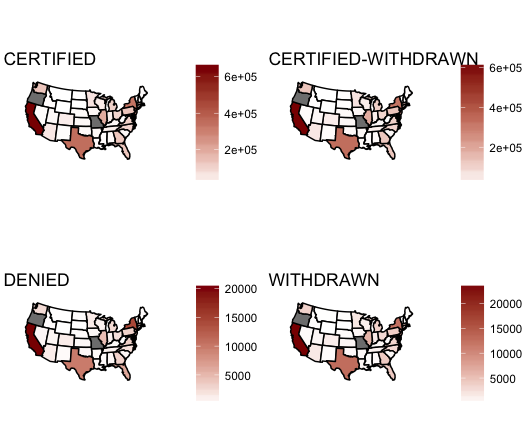 CERTIFIED
6e+05
4e+05
2e+05
CERTIFIED-WITHDRAWN
6e+05
4e+05
2e+05
DENIED
20000
15000
10000
5000
WITHDRAWN
20000
15000
10000
5000